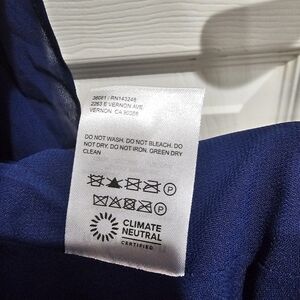 36081 / RN143248
2263 E VERNON AVE
VERNON, CA 90058
DO NOT WASH. DO NOT BLEACH. DO
NOT DRY. DO NOT IRON. GREEN DRY
CLEAN
P
P
CLIMATE
NEUTRAL
CERTIFIED